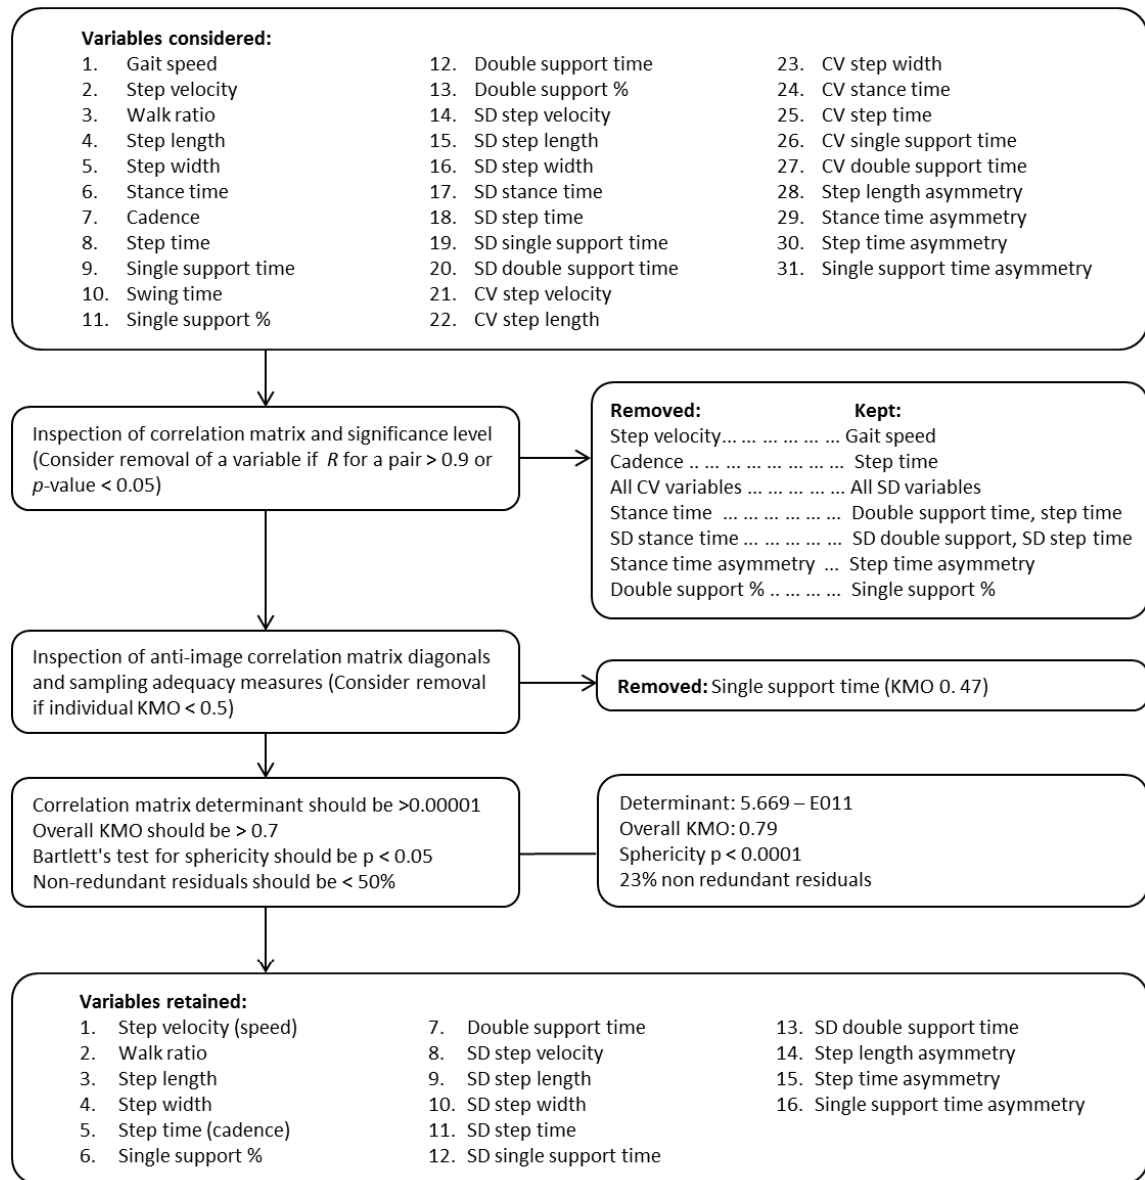 Variables considered:
1. Gait speed
2. Step velocity
3. Walk ratio
4. Step length
5. Step width
6. Stance time
7. Cadence
8. Step time
9. Single support time
10. Swing time
11. Single support %
12. Double support time
13. Double support %
14. SD step velocity
15. SD step length
16. SD step width
17. SD stance time
18. SD step time
19. SD single support time
20. SD double support time
21. CV step velocity
22. CV step length
23. CV step width
24. CV stance time
25. CV step time
26. CV single support time
27. CV double support time
28. Step length asymmetry
29. Stance time asymmetry
30. Step time asymmetry
31. Single support time asymmetry
Inspection of correlation matrix and significance level
(Consider removal of a variable if R for a pair > 0.9 or
p-value < 0.05)
Removed: Kept:
Step velocity... ... ... ... ... ... Gait speed
Cadence .. ... ... ... ... ... ... Step time
All CV variables ... ... ... ... ... All SD variables
Stance time ... ... ... ... ... ... Double support time, step time
SD stance time ... ... ... ... ... SD double support, SD step time
Stance time asymmetry ... Step time asymmetry
Double support % .. ... ... ... Single support %
Inspection of anti-image correlation matrix diagonals
and sampling adequacy measures (Consider removal
if individual KMO < 0.5)
Removed: Single support time (KMO 0. 47)
Correlation matrix determinant should be >0.00001
Overall KMO should be > 0.7
Bartlett's test for sphericity should be p < 0.05
Non-redundant residuals should be < 50%
Determinant: 5.669 – E011
Overall KMO: 0.79
Sphericity p < 0.0001
23% non redundant residuals
Variables retained:
1. Step velocity (speed)
2. Walk ratio
3. Step length
4. Step width
5. Step time (cadence)
6. Single support %
7. Double support time
8. SD step velocity
9. SD step length
10. SD step width
11. SD step time
12. SD single support time
13. SD double support time
14. Step length asymmetry
15. Step time asymmetry
16. Single support time asymmetry